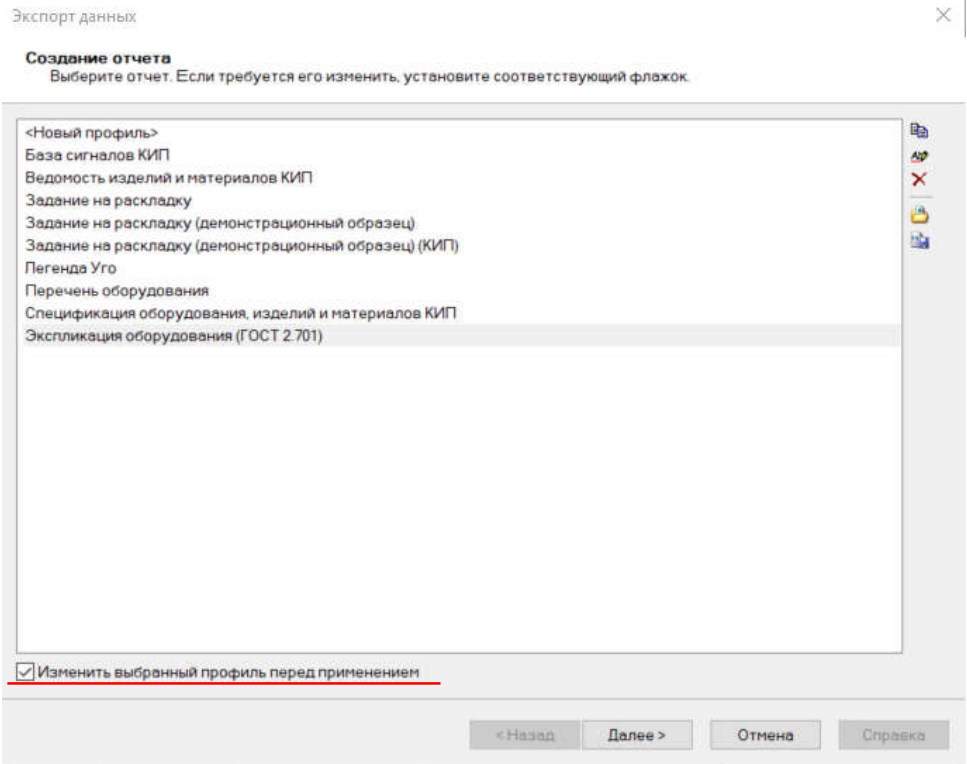 Экспорт данных
Создание отчета
Выберите отчет. Если требуется его изменить, установите соответствующий флажок.
<Новый профиль>
База сигналов КИП
Ведомость изделий и материалов КИП
Задание на раскладку
Задание на раскладку (демонстрационный образец)
Задание на раскладку (демонстрационный образец) (КИП)
Легенда Уго
Перечень оборудования
Спецификация оборудования, изделий и материалов КИП
Экспликация оборудования (ГОСТ 2.701)
Изменить выбранный профиль перед применением
< Назад Далее > Отмена Справка